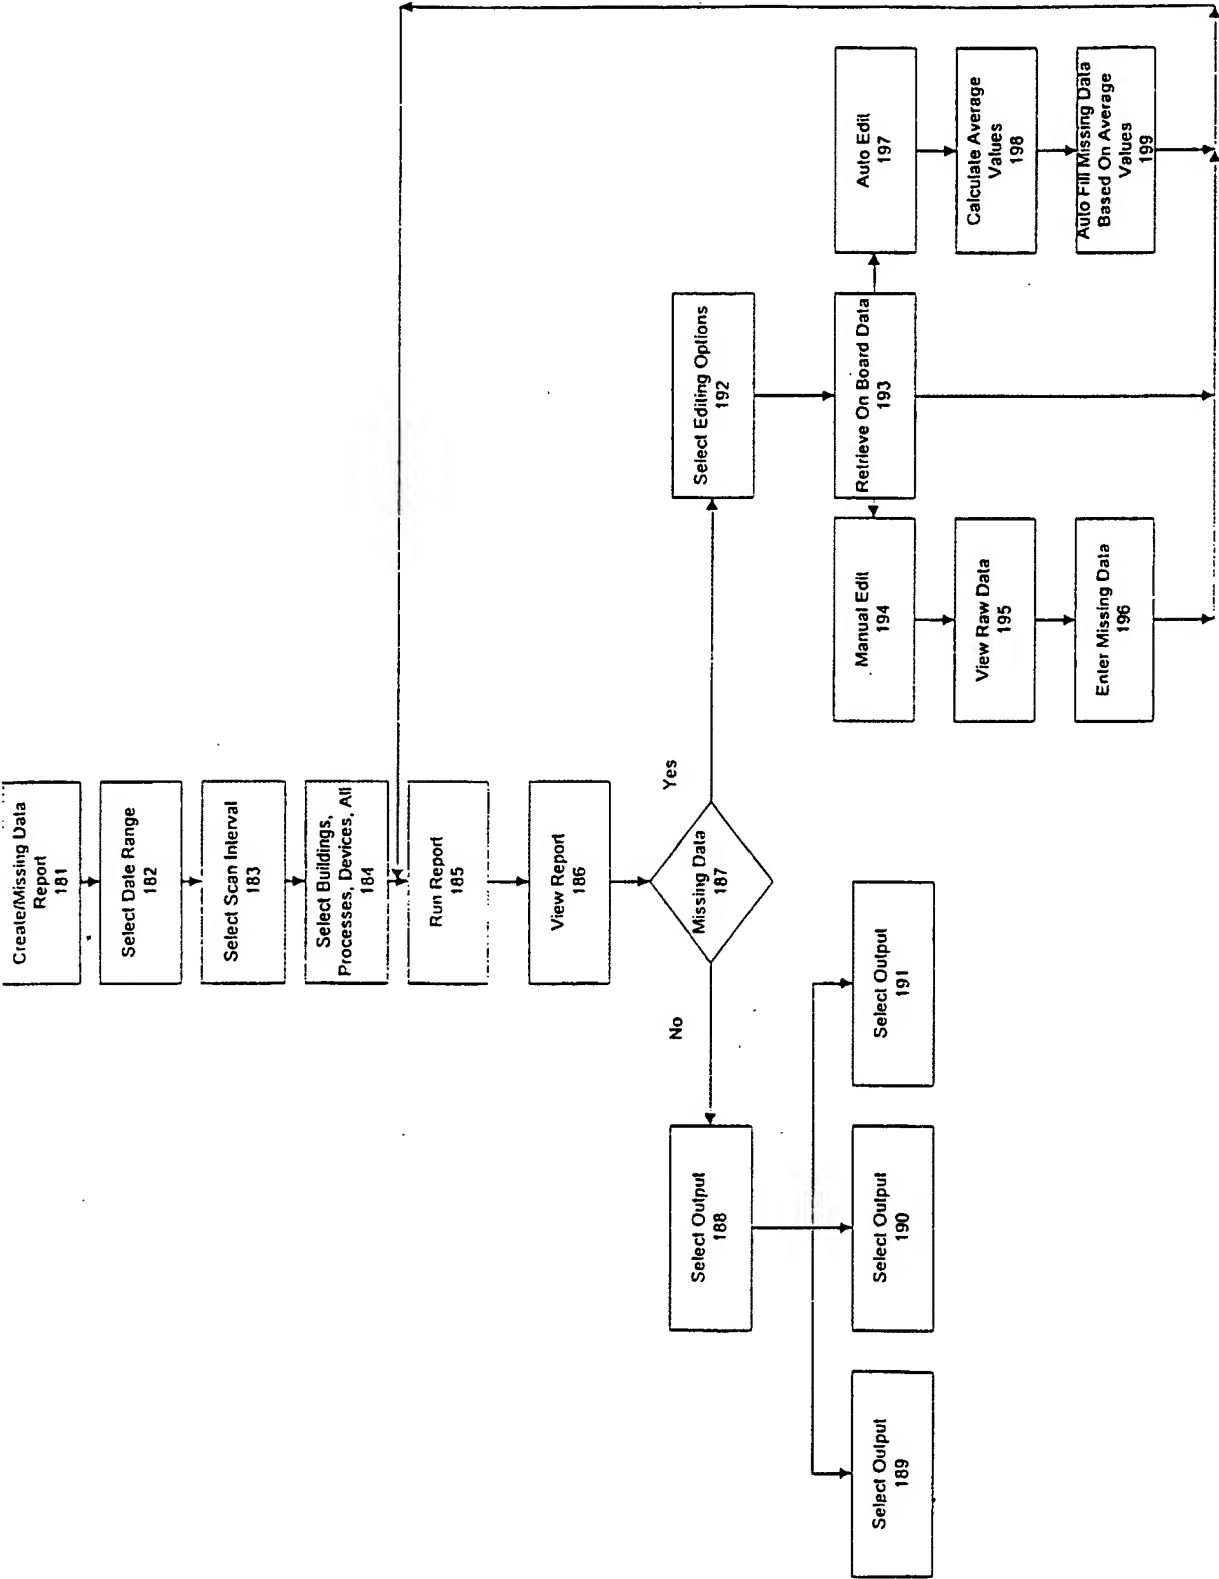 Create/Missing Data
Report
181
Select Date Range
182
Select Scan Interval
183
Select Buildings,
Processes, Devices, All
184
Run Report
185
View Report
186
Missing Data
187
No
Yes
Select Output
188
Select Output
189
Select Output
190
Select Output
191
Select Editing Options
192
Retrieve On Board Data
193
Manual Edit
194
View Raw Data
195
Enter Missing Data
196
Auto Edit
197
Calculate Average
Values
198
Auto Fill Missing Data
Based On Average
Values
199